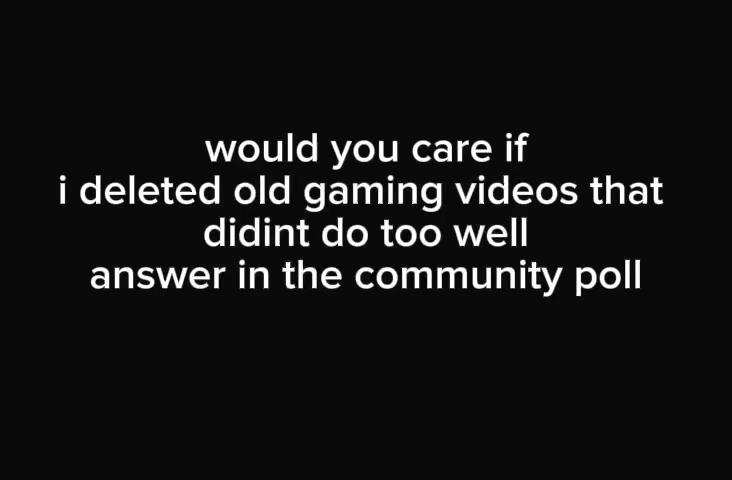 would you care if
i deleted old gaming videos that
didint do too well
answer in the community poll